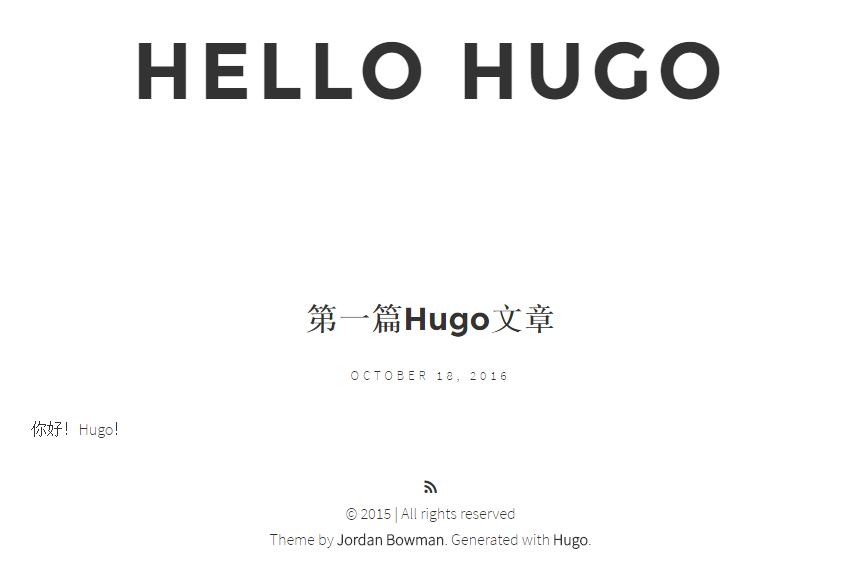 HELLO HUGO
第一篇Hugo文章
OCTOBER 18, 2016
你好！Hugo！
© 2015 | All rights reserved
Theme by Jordan Bowman. Generated with Hugo.